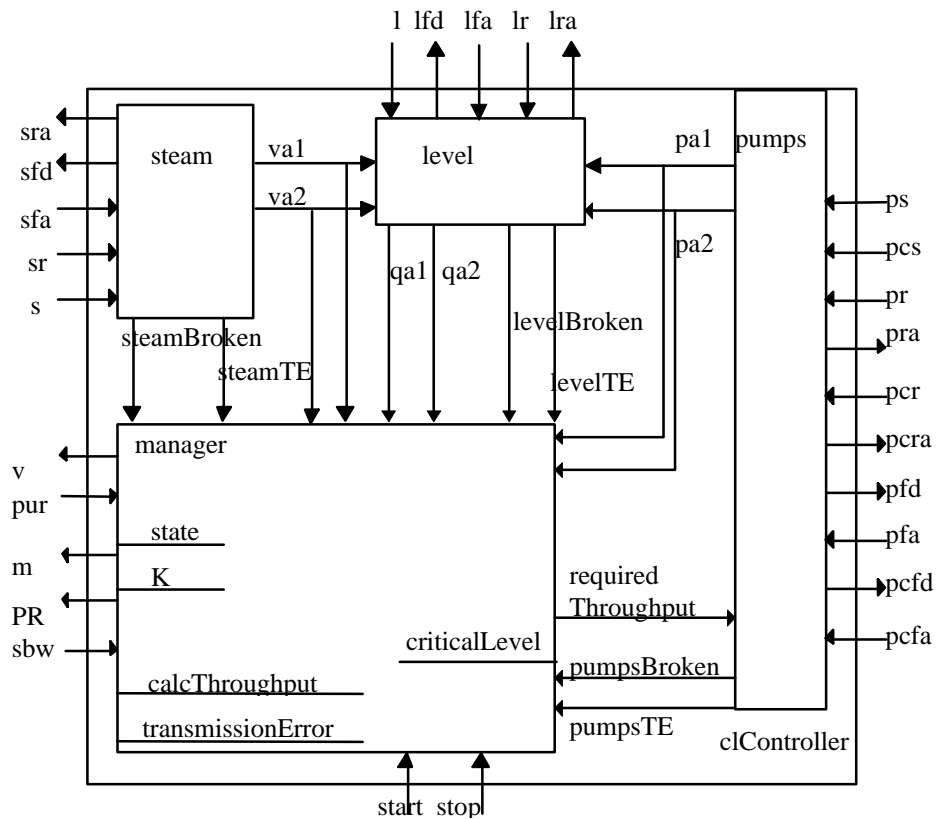 l lfd lfa lr lra
sra
steam
va1
level
pa1 pumps
sfd
va2
ps
sfa
sr
qa1 qa2
pa2
pcs
s
pr
steamBroken
levelBroken
pra
steamTE
levelTE
pcr
manager
pcra
v
pur
pfd
state
pfa
m
K
required
Throughput
pcfd
PR
sbw
criticalLevel
pcfa
calcThroughput
pumpsBroken
transmissionError
pumpsTE
clController
start stop